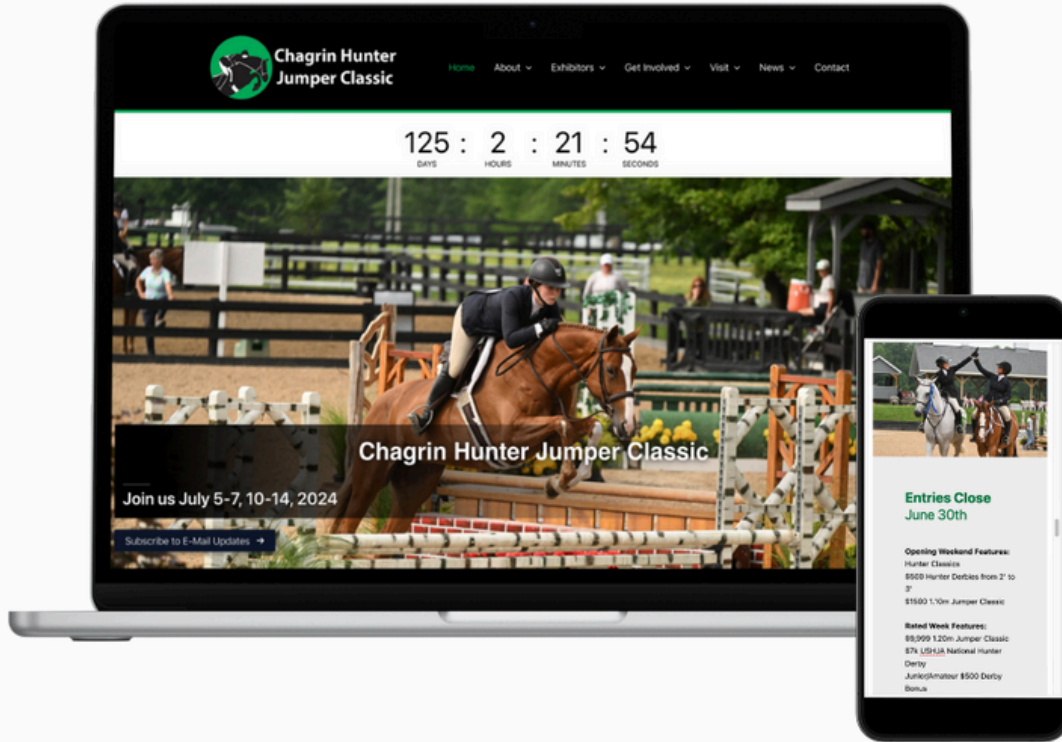 Chagrin Hunter
Jumper Classic
Home About Exhibitors Get Involved Visit News Contact
125 : 2 : 21 : 54
DAYS HOURS MINUTES SECONDS
Chagrin Hunter Jumper Classic
Join us July 5-7, 10-14, 2024
Subscribe to E-Mail Updates →
Entries Close
June 30th
Opening Weekend Features:
Hunter Classics
$500 Hunter Derbies from 2' to
3'
$1500 1.10m Jumper Classic
Rated Week Features:
$9,999 1.20m Jumper Classic
$7k USHJA National Hunter
Derby
Junior/Amateur $500 Derby
Bonus